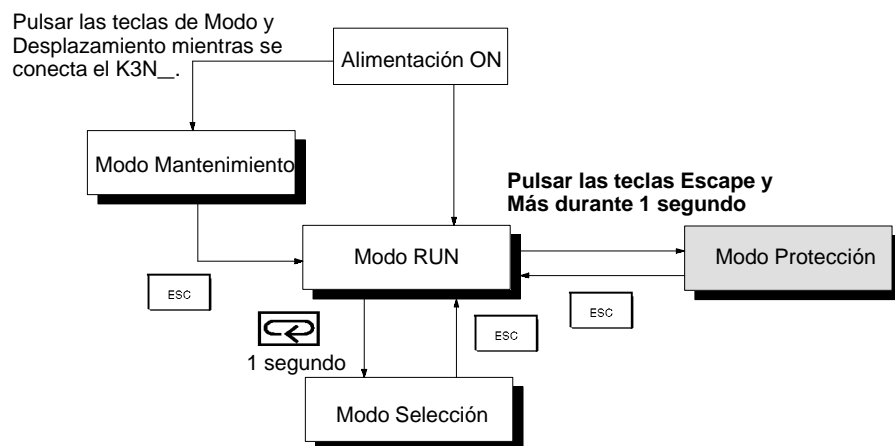 Pulsar las teclas de Modo y
Desplazamiento mientras se
conecta el K3N__.
Alimentación ON
Modo Mantenimiento
Pulsar las teclas Escape y
Más durante 1 segundo
Modo RUN
Modo Protección
ESC
ESC
ESC
1 segundo
Modo Selección